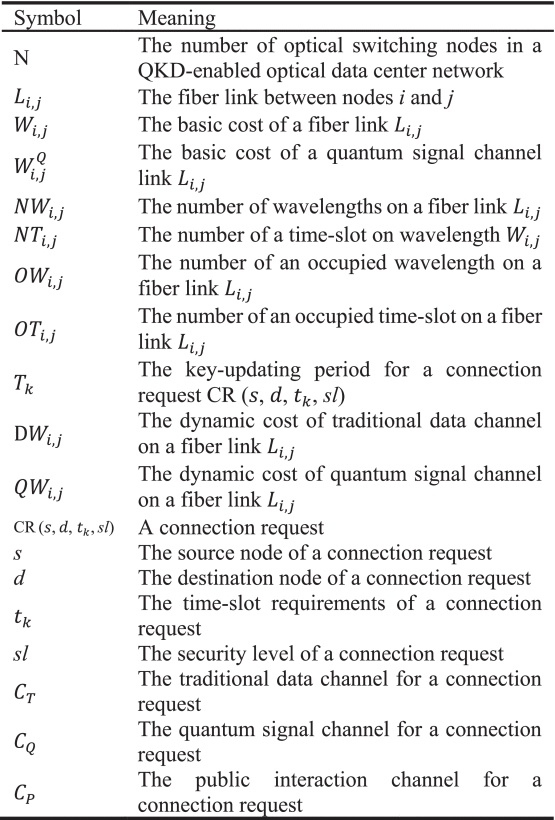 Symbol Meaning
N The number of optical switching nodes in a
QKD-enabled optical data center network
L_{i,j} The fiber link between nodes i and j
W_{i,j} The basic cost of a fiber link L_{i,j}
W^Q_{i,j} The basic cost of a quantum signal channel
link L_{i,j}
NW_{i,j} The number of wavelengths on a fiber link L_{i,j}
NT_{i,j} The number of a time-slot on wavelength W_{i,j}
OW_{i,j} The number of an occupied wavelength on a
fiber link L_{i,j}
OT_{i,j} The number of an occupied time-slot on a fiber
link L_{i,j}
T_k The key-updating period for a connection
request CR (s, d, t_k, sl)
DW_{i,j} The dynamic cost of traditional data channel
on a fiber link L_{i,j}
QW_{i,j} The dynamic cost of quantum signal channel
on a fiber link L_{i,j}
CR (s, d, t_k, sl) A connection request
s The source node of a connection request
d The destination node of a connection request
t_k The time-slot requirements of a connection
request
sl The security level of a connection request
C_T The traditional data channel for a connection
request
C_Q The quantum signal channel for a connection
request
C_P The public interaction channel for a
connection request